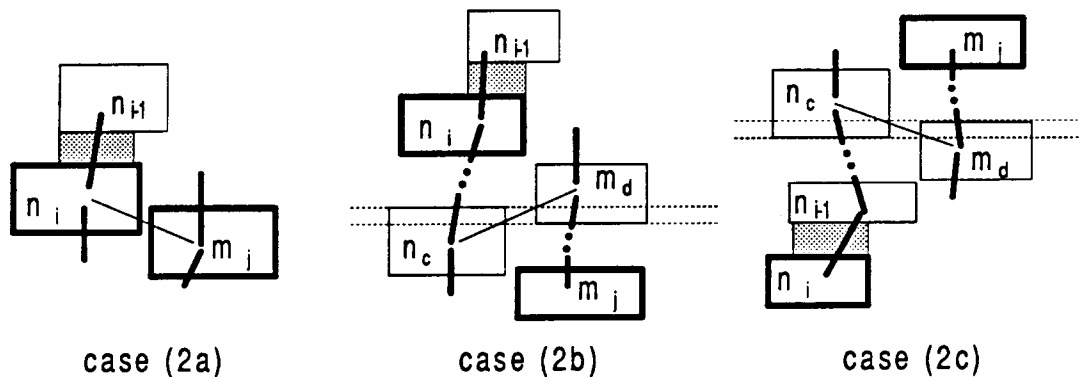 n i-1
n i
m j
case (2a)
n i-1
n i
m d
n c
m j
case (2b)
m j
n c
m d
n i-1
n i
case (2c)